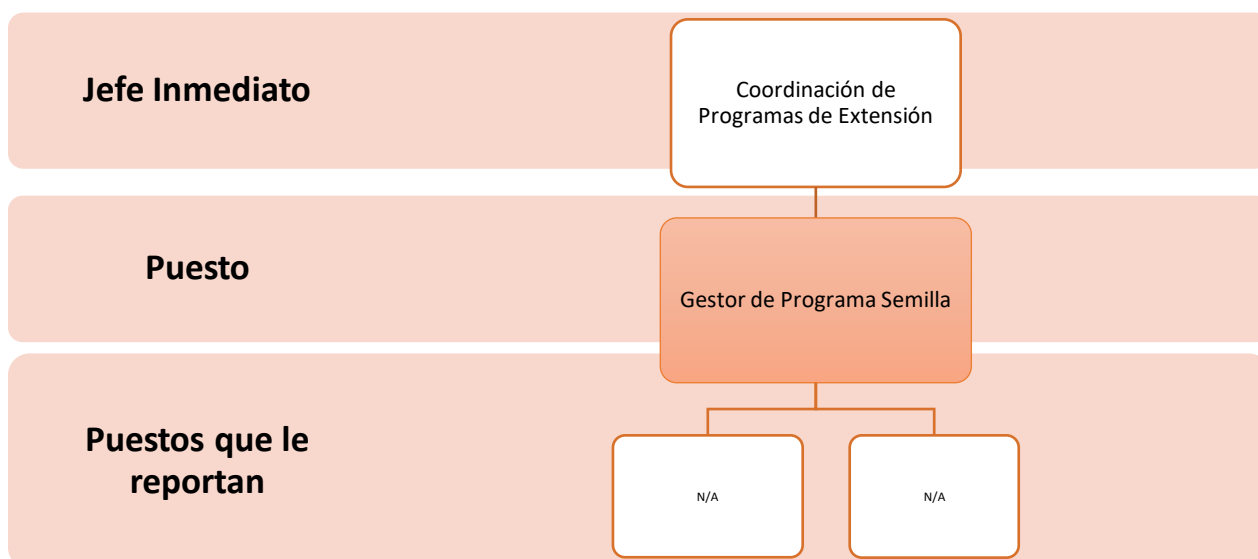 Jefe Inmediato
Coordinación de
Programas de Extensión
Puesto
Gestor de Programa Semilla
Puestos que le
reportan
N/A
N/A